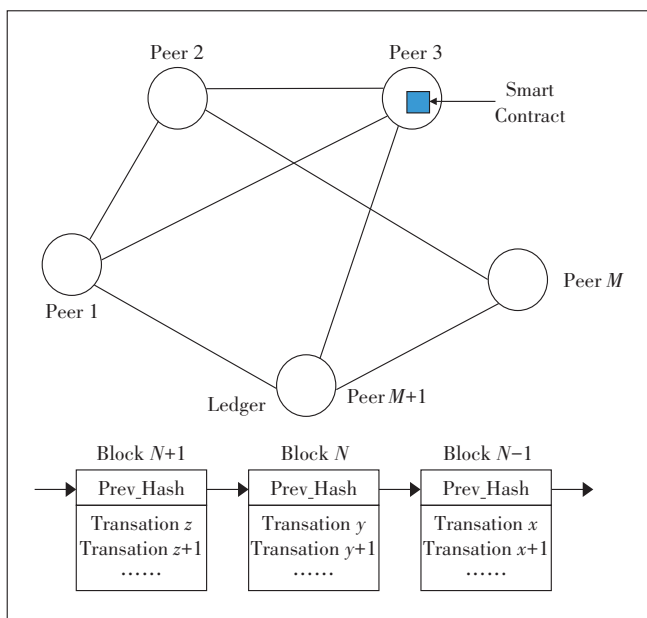 Peer 2
Peer 3
Smart
Contract
Peer 1
Peer M
Ledger
Peer M+1
Block N+1
Block N
Block N−1
Prev_Hash
Prev_Hash
Prev_Hash
Transation z
Transation z+1
……
Transation y
Transation y+1
……
Transation x
Transation x+1
……